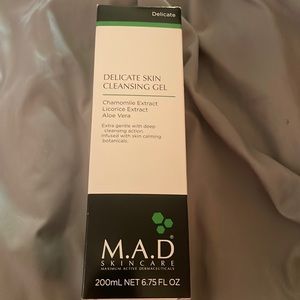 Delicate
DELICATE SKIN
CLEANSING GEL
Chamomile Extract
Licorice Extract
Aloe Vera
Extra gentle with deep
cleansing action.
Infused with skin calming
botanicals.
M.A.D
SKINCARE
MAXIMUM ACTIVE DERMACEUTICALS
200mL NET 6.75 FL OZ